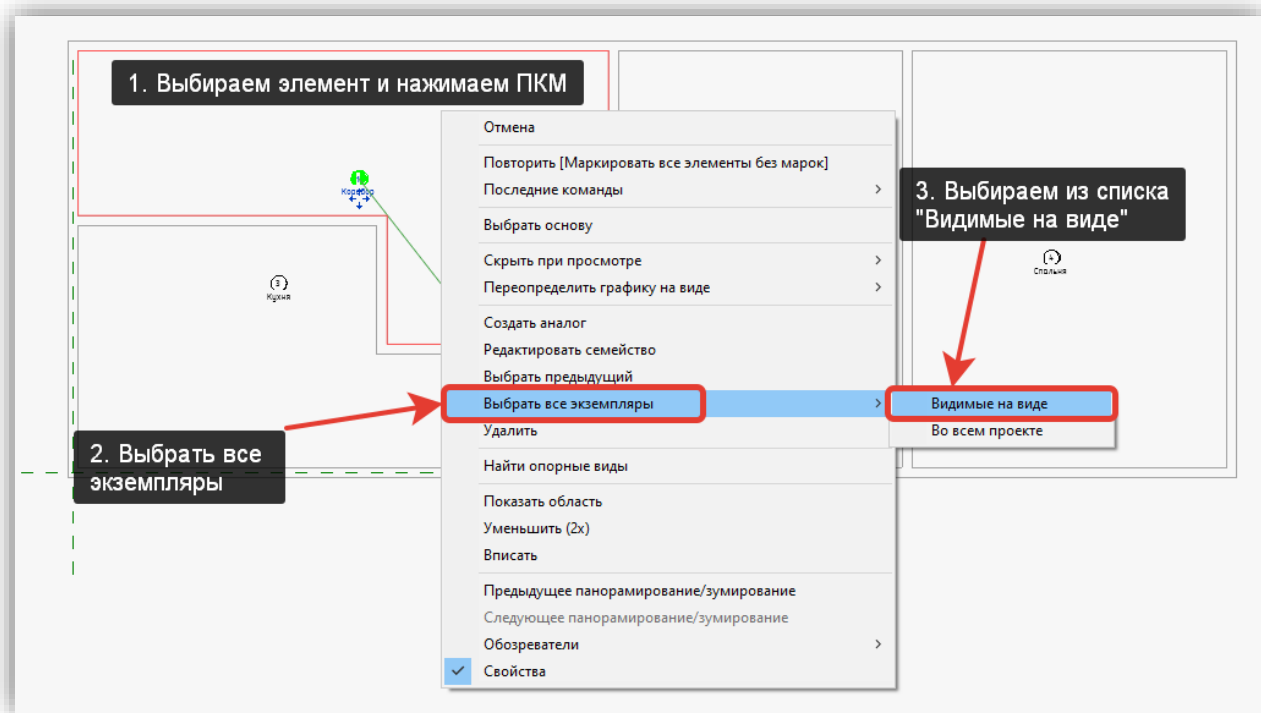 1. Выбираем элемент и нажимаем ПКМ
Отмена
Повторить [Маркировать все элементы без марок]
Последние команды
Выбрать основу
Скрыть при просмотре
Переопределить графику на виде
Создать аналог
Редактировать семейство
Выбрать предыдущий
Выбрать все экземпляры
Удалить
Найти опорные виды
Показать область
Уменьшить (2x)
Вписать
Предыдущее панорамирование/зумирование
Следующее панорамирование/зумирование
Обозреватели
Свойства
3. Выбираем из списка
"Видимые на виде"
Видимые на виде
Во всем проекте
2. Выбрать все
экземпляры
3
Кухня
4
Спальня